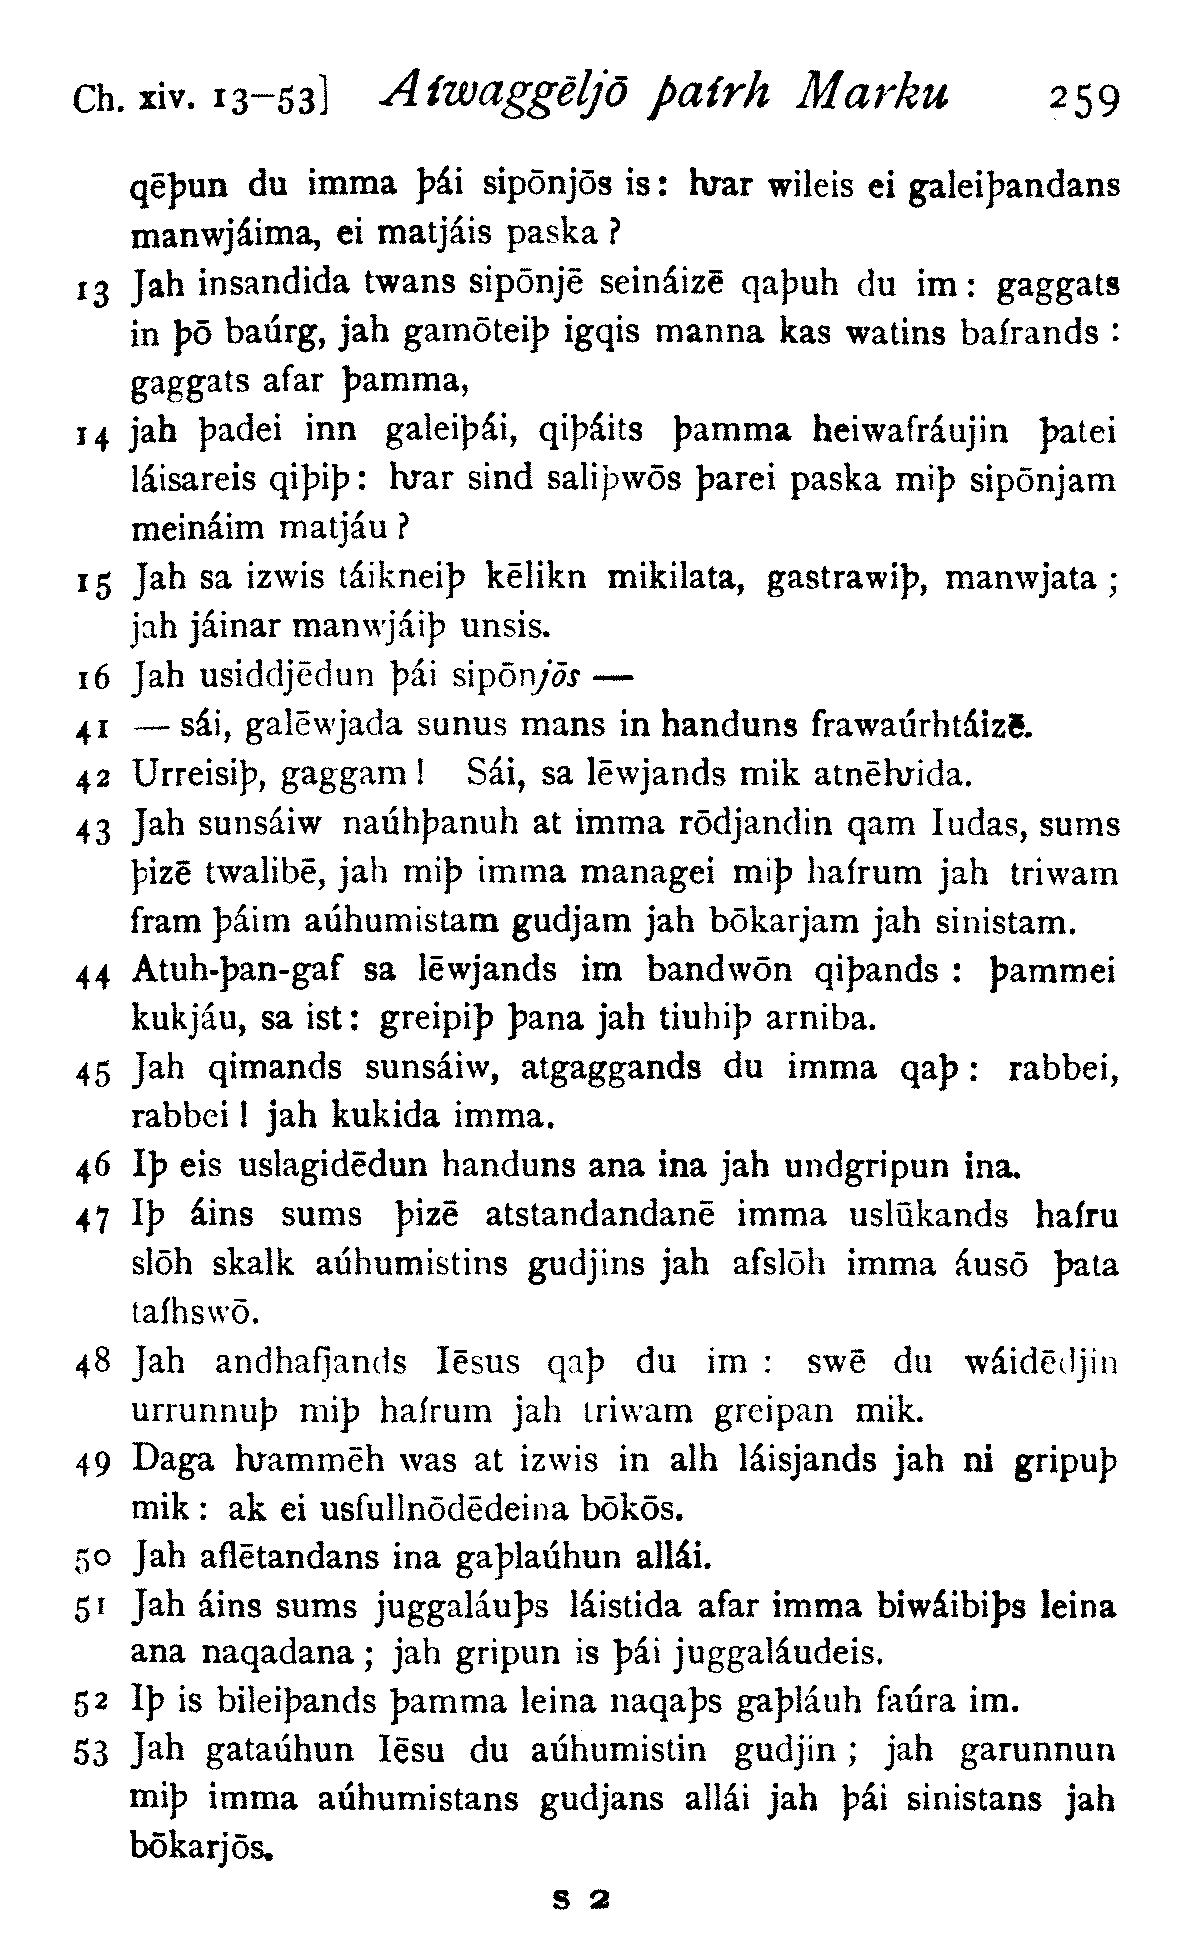 Ch. xiv. 13–53] Aíwaggēljō þaírh Marku 259
qēþun du imma þái sipōnjōs is: ƕar wileis ei galeiþandans
manwjáima, ei matjáis paska?
13 Jah insandida twans sipōnjē seináizē qaþuh du im: gaggats
in þō baúrg, jah gamōteiþ igqis manna kas watins baírands:
gaggats afar þamma,
14 jah þadei inn galeiþái, qiþáits þamma heiwafráujin þatei
láisareis qiþiþ: ƕar sind saliþwōs þarei paska miþ sipōnjam
meináim matjáu?
15 Jah sa izwis táikneiþ kēlikn mikilata, gastrawiþ, manwjata;
jah jáinar manwjáiþ unsis.
16 Jah usiddjēdun þái sipōnjōs —
41 — sái, galēwjada sunus mans in handuns frawaúrhtáizē.
42 Urreisiþ, gaggam! Sái, sa lēwjands mik atnēƕida.
43 Jah sunsáiw naúhþanuh at imma rōdjandin qam Iudas, sums
þizē twalibē, jah miþ imma managei miþ haírum jah triwam
fram þáim aúhumistam gudjam jah bōkarjam jah sinistam.
44 Atuh-þan-gaf sa lēwjands im bandwōn qiþands: þammei
kukjáu, sa ist: greipiþ þana jah tiuhiþ arniba.
45 Jah qimands sunsáiw, atgaggands du imma qaþ: rabbei,
rabbei! jah kukida imma.
46 Iþ eis uslagidēdun handuns ana ina jah undgripun ina.
47 Iþ áins sums þizē atstandandanē imma uslūkands haíru
slōh skalk aúhumistins gudjins jah afslōh imma áusō þata
taíhswō.
48 Jah andhafjands Iēsus qaþ du im: swē du wáidēdjin
urrunnuþ miþ haírum jah triwam greipan mik.
49 Daga ƕammēh was at izwis in alh láisjands jah ni gripuþ
mik: ak ei usfullnōdēdeina bōkōs.
50 Jah aflētandans ina gaþlaúhun allái.
51 Jah áins sums juggaláuþs láistida afar imma biwáibiþs leina
ana naqadana; jah gripun is þái juggaláudeis.
52 Iþ is bileiþands þamma leina naqaþs gaþláuh faúra im.
53 Jah gataúhun Iēsu du aúhumistin gudjin; jah garunnun
miþ imma aúhumistans gudjans allái jah þái sinistans jah
bōkarjōs.
S 2